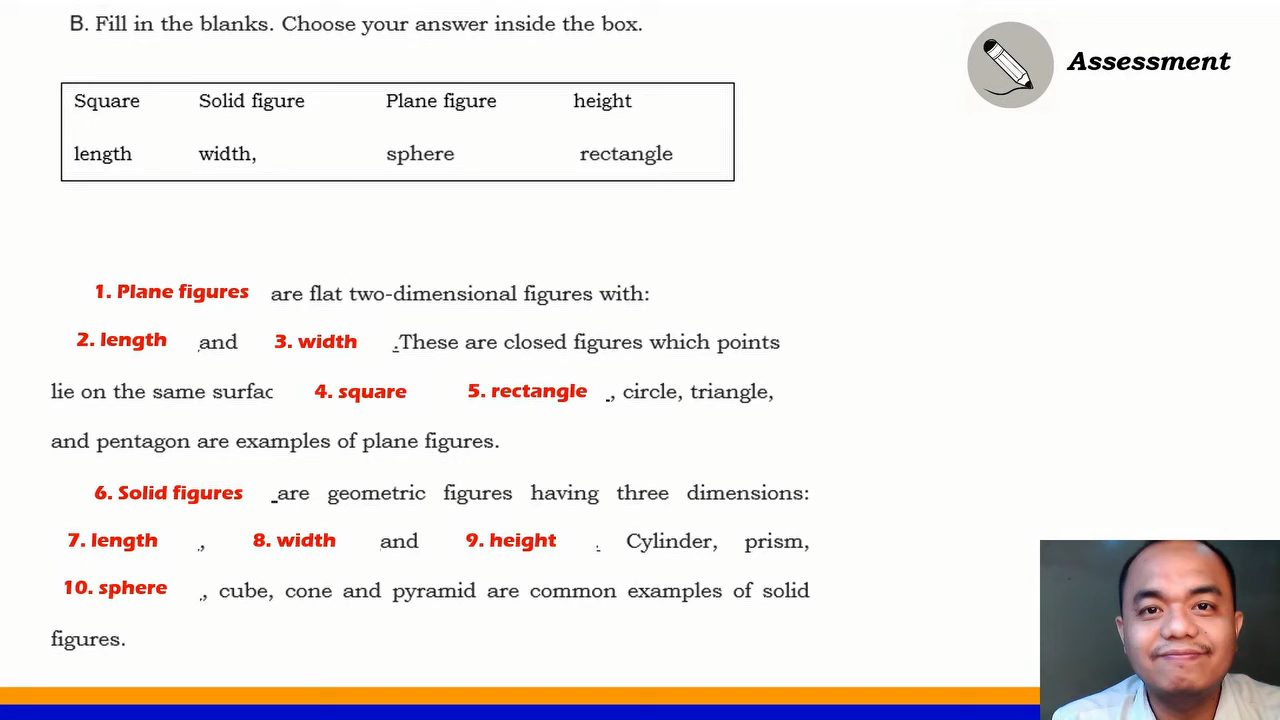 B. Fill in the blanks. Choose your answer inside the box.
Assessment
Square Solid figure Plane figure height
length width, sphere rectangle
1. Plane figures are flat two-dimensional figures with:
2. length and 3. width .These are closed figures which points
lie on the same surfac 4. square 5. rectangle , circle, triangle,
and pentagon are examples of plane figures.
6. Solid figures are geometric figures having three dimensions:
7. length , 8. width and 9. height . Cylinder, prism,
10. sphere , cube, cone and pyramid are common examples of solid
figures.